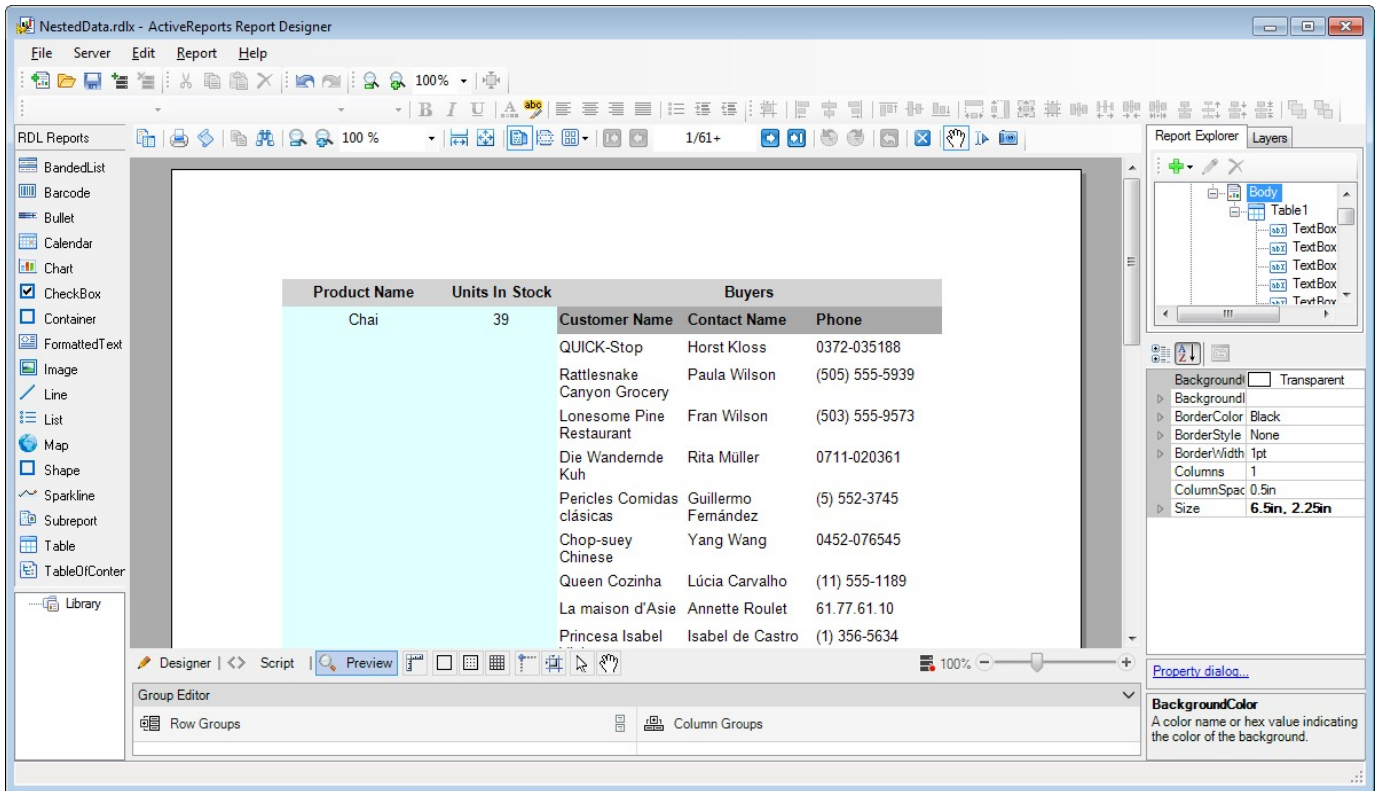 NestedData.rdlx - ActiveReports Report Designer
File Server Edit Report Help
100%
B I U A abc
RDL Reports
100 %
1/61+
Report Explorer Layers
BandedList
Barcode
Bullet
Calendar
Chart
CheckBox
Container
FormattedText
Image
Line
List
Map
Shape
Sparkline
Subreport
Table
TableOfConter
Library
Product Name Units In Stock Buyers
Chai 39 Customer Name Contact Name Phone
QUICK-Stop Horst Kloss 0372-035188
Rattlesnake Paula Wilson (505) 555-5939
Canyon Grocery
Lonesome Pine Fran Wilson (503) 555-9573
Restaurant
Die Wandernde Rita Müller 0711-020361
Kuh
Pericles Comidas Guillermo (5) 552-3745
clásicas Fernández
Chop-suey Yang Wang 0452-076545
Chinese
Queen Cozinha Lúcia Carvalho (11) 555-1189
La maison d'Asie Annette Roulet 61.77.61.10
Princesa Isabel Isabel de Castro (1) 356-5634
Body
Table1
TextBox
TextBox
TextBox
TextBox
TextBox
Background Transparent
Background
BorderColor Black
BorderStyle None
BorderWidth 1pt
Columns 1
ColumnSpac 0.5in
Size 6.5in, 2.25in
Designer Script Preview
100%
Property dialog...
Group Editor
Row Groups Column Groups
BackgroundColor
A color name or hex value indicating
the color of the background.